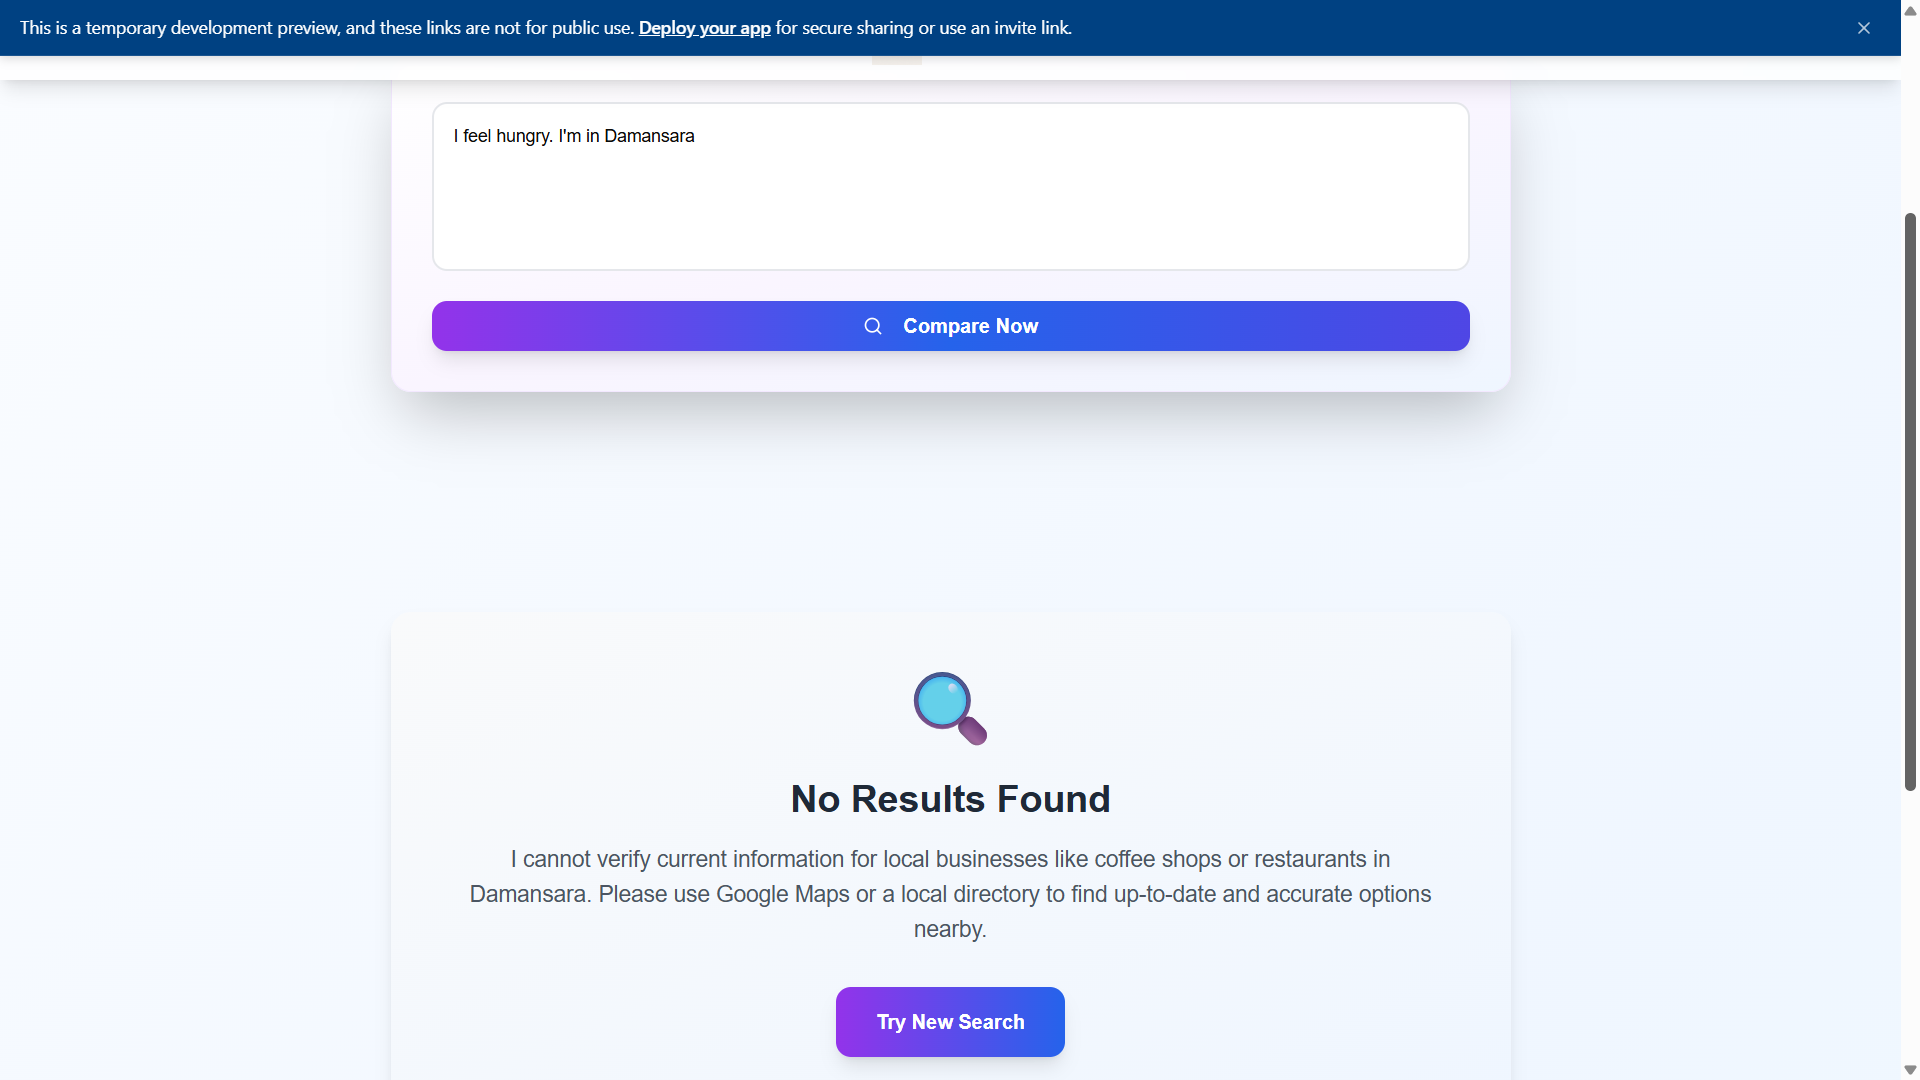 This is a temporary development preview, and these links are not for public use. Deploy your app for secure sharing or use an invite link.
I feel hungry. I'm in Damansara
Compare Now
No Results Found
I cannot verify current information for local businesses like coffee shops or restaurants in
Damansara. Please use Google Maps or a local directory to find up-to-date and accurate options
nearby.
Try New Search